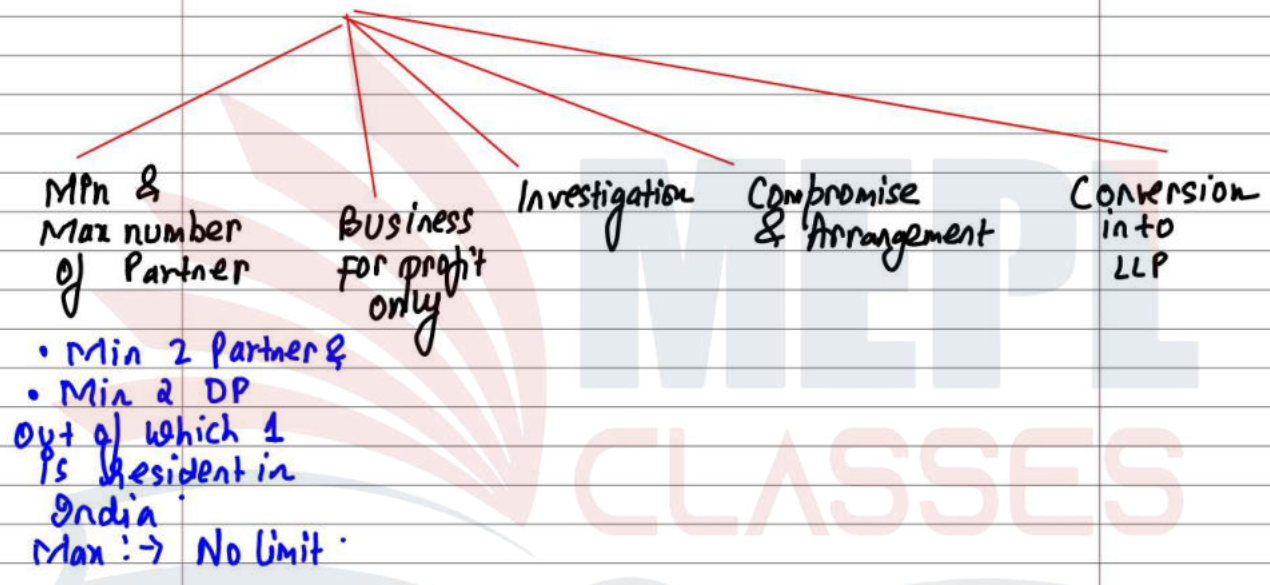 Min &
Max number
of Partner
Business
for profit
only
Investigation
Compromise
& Arrangement
Conversion
into
LLP
• Min 2 Partner &
• Min 2 DP
out of which 1
is Resident in
India
Max :→ No limit
MEPL
CLASSES